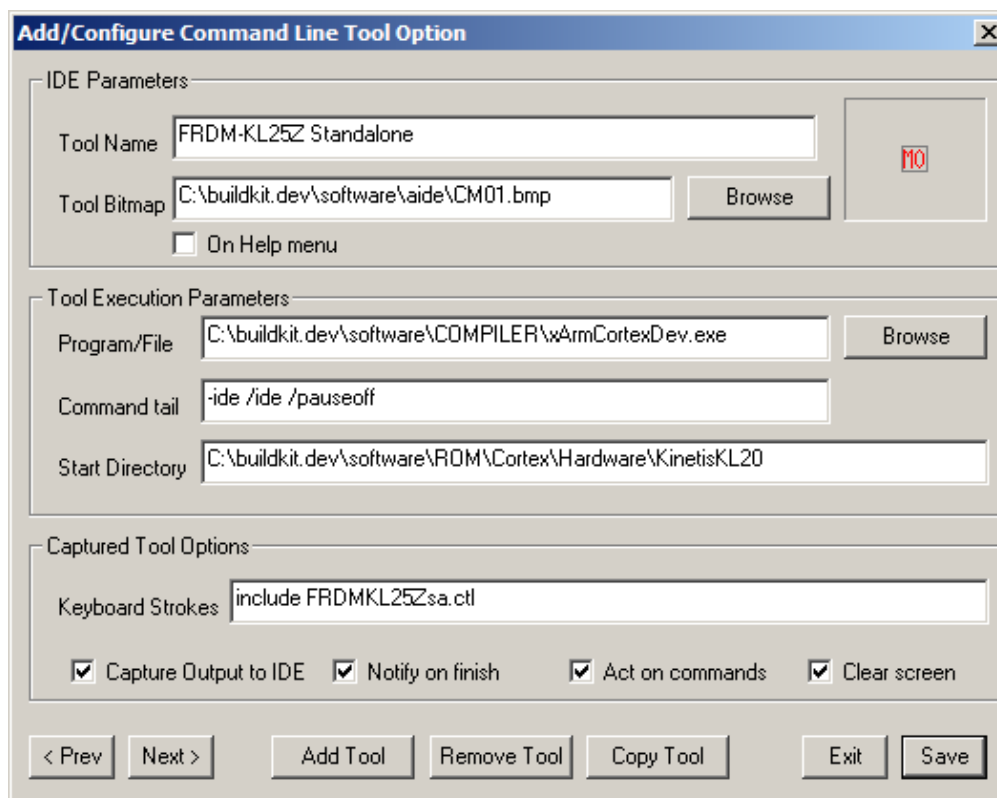 Add/Configure Command Line Tool Option
IDE Parameters
Tool Name FRDM-KL25Z Standalone
M0
Tool Bitmap C:\buildkit.dev\software\aide\CM01.bmp Browse
On Help menu
Tool Execution Parameters
Program/File C:\buildkit.dev\software\COMPILER\xArmCortexDev.exe Browse
Command tail -ide /ide /pauseoff
Start Directory C:\buildkit.dev\software\ROM\Cortex\Hardware\KinetisKL20
Captured Tool Options
Keyboard Strokes include FRDMKL25Zsa.ctl
Capture Output to IDE Notify on finish Act on commands Clear screen
< Prev Next > Add Tool Remove Tool Copy Tool Exit Save